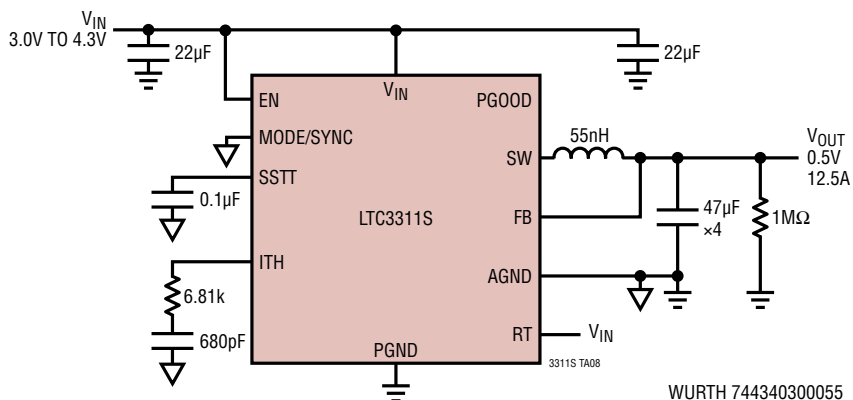 VIN
3.0V TO 4.3V
22µF
22µF
VIN
EN
PGOOD
MODE/SYNC
55nH
SW
VOUT
0.5V
12.5A
SSTT
0.1µF
LTC3311S
FB
47µF
×4
1MΩ
ITH
6.81k
AGND
680pF
RT
VIN
PGND
3311S TA08
WURTH 744340300055